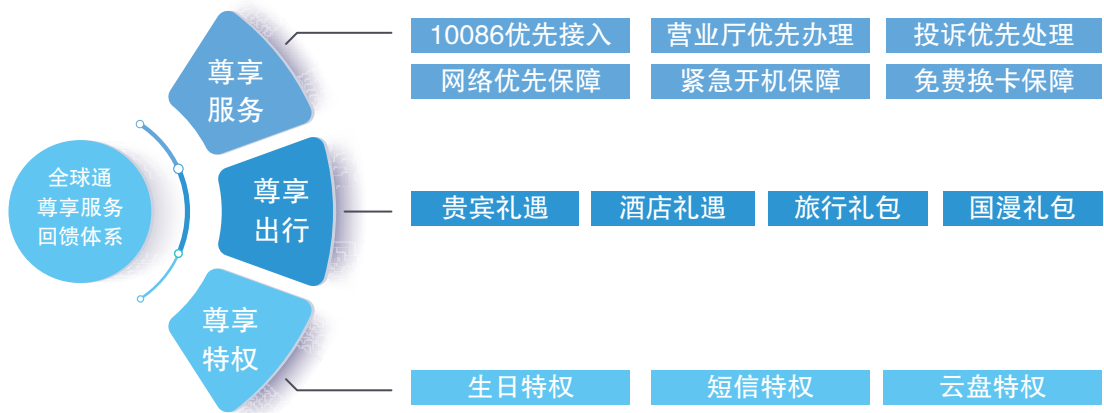 全球通
尊享服务
回馈体系
尊享
服务
10086优先接入
营业厅优先办理
投诉优先处理
网络优先保障
紧急开机保障
免费换卡保障
尊享
出行
贵宾礼遇
酒店礼遇
旅行礼包
国漫礼包
尊享
特权
生日特权
短信特权
云盘特权